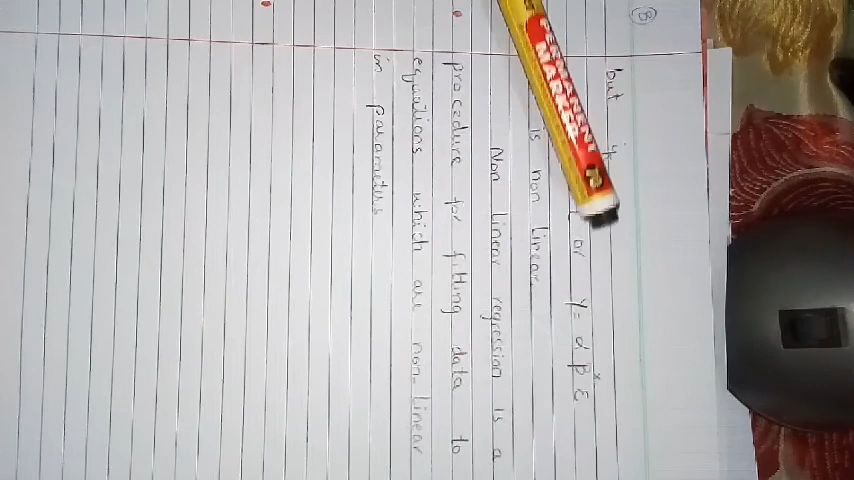 8
but
or Y = αβˣ ε
is non linear
Non linear regression is a
procedure for fitting data to
equations which are non-linear
in parameters
PERMANENT
MARKER